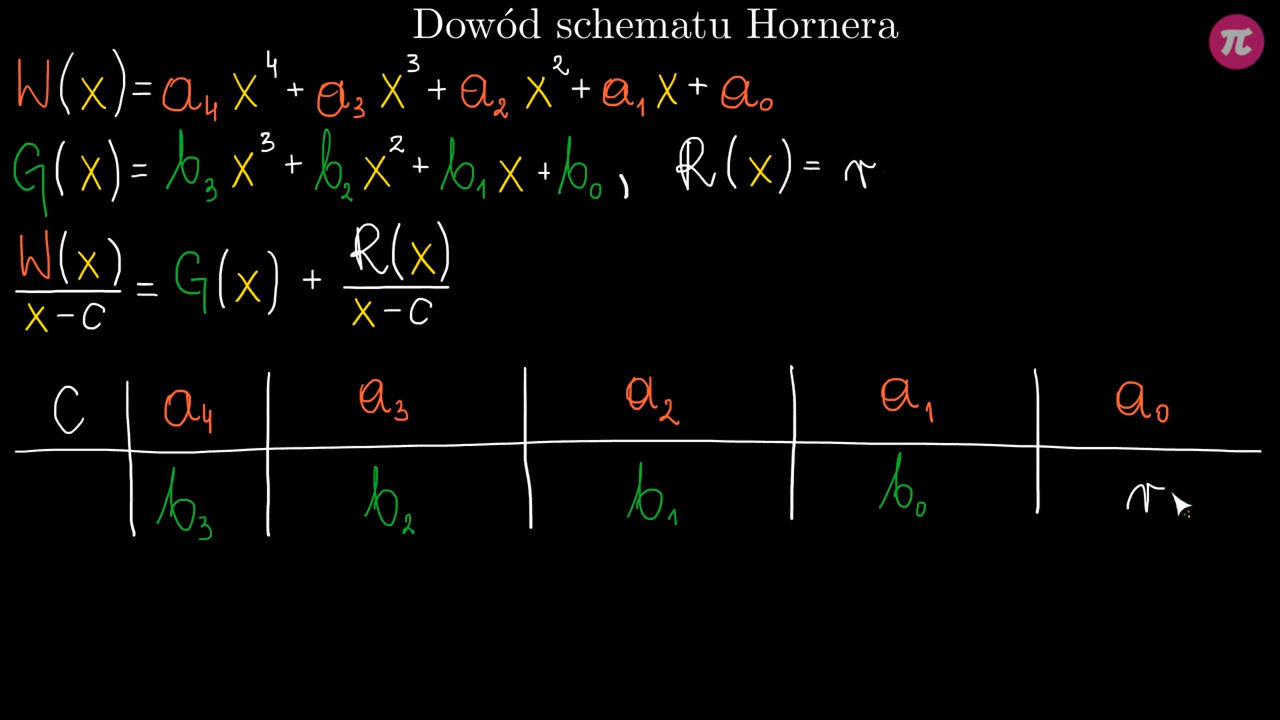 Dowód schematu Hornera
π
W(x)=a₄x⁴+a₃x³+a₂x²+a₁x+a₀
G(x)=b₃x³+b₂x²+b₁x+b₀, R(x)=r
W(x)/x-c = G(x) + R(x)/x-c
C a₄ a₃ a₂ a₁ a₀
b₃ b₂ b₁ b₀ r